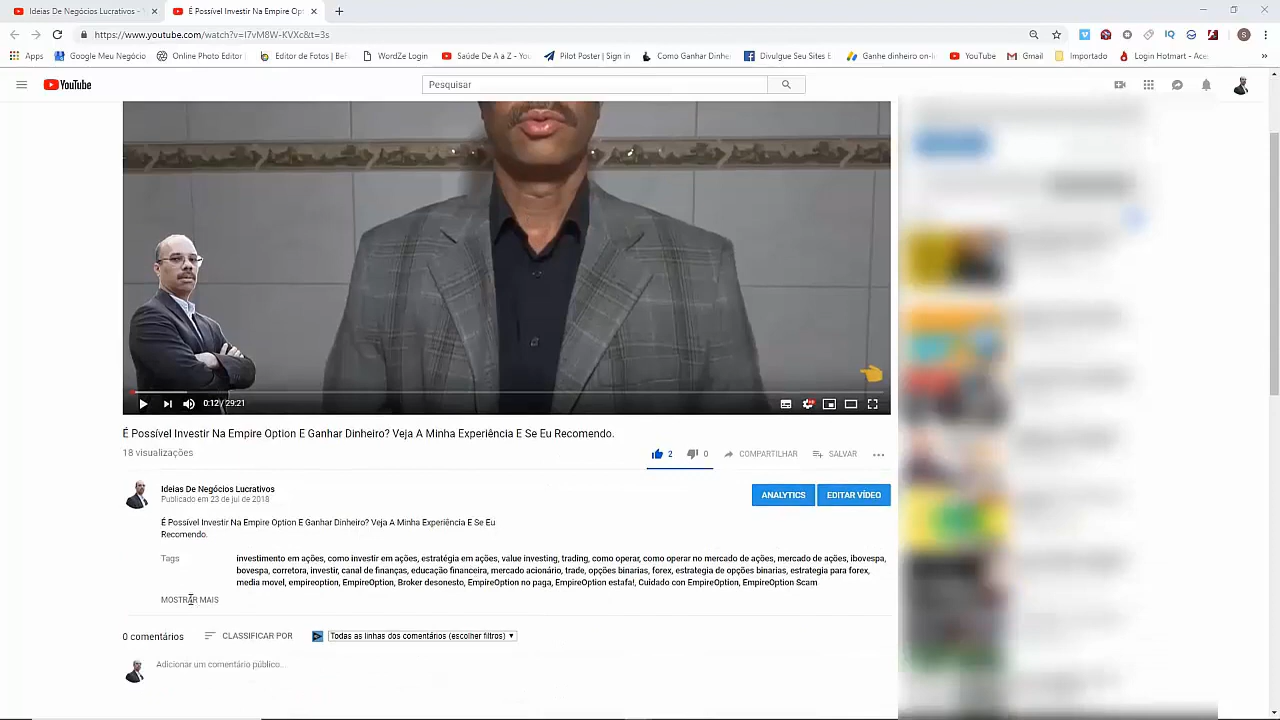 Ideias De Negócios Lucrativos -
É Possível Investir Na Empire Op
https://www.youtube.com/watch?v=I7vM8W-KVXc&t=3s
Apps
Google Meu Negócio
Online Photo Editor
Editor de Fotos | BeF
WordZe Login
Saúde De A a Z - You
Pilot Poster | Sign in
Como Ganhar Dinhei
Divulgue Seu Sites E
Ganhe dinheiro on-li
YouTube
Gmail
Importado
Login Hotmart - Aces
YouTube
Pesquisar
0:12 / 29:21
É Possível Investir Na Empire Option E Ganhar Dinheiro? Veja A Minha Experiência E Se Eu Recomendo.
18 visualizações
2
0
COMPARTILHAR
SALVAR
Ideias De Negócios Lucrativos
Publicado em 23 de jul de 2018
ANALYTICS
EDITAR VÍDEO
É Possível Investir Na Empire Option E Ganhar Dinheiro? Veja A Minha Experiência E Se Eu
Recomendo.
Tags
investimento em ações, como investir em ações, estratégia em ações, value investing, trading, como operar, como operar no mercado de ações, mercado de ações, ibovespa,
bovespa, corretora, investir, canal de finanças, educação financeira, mercado acionário, trade, opções binarias, forex, estrategia de opções binarias, estrategia para forex,
media movel, empireoption, EmpireOption, Broker desonesto, EmpireOption no paga, EmpireOption estafa!, Cuidado con EmpireOption, EmpireOption Scam
MOSTRAR MAIS
0 comentários
CLASSIFICAR POR
Todas as linhas dos comentários (escolher filtros)
Adicionar um comentário público...